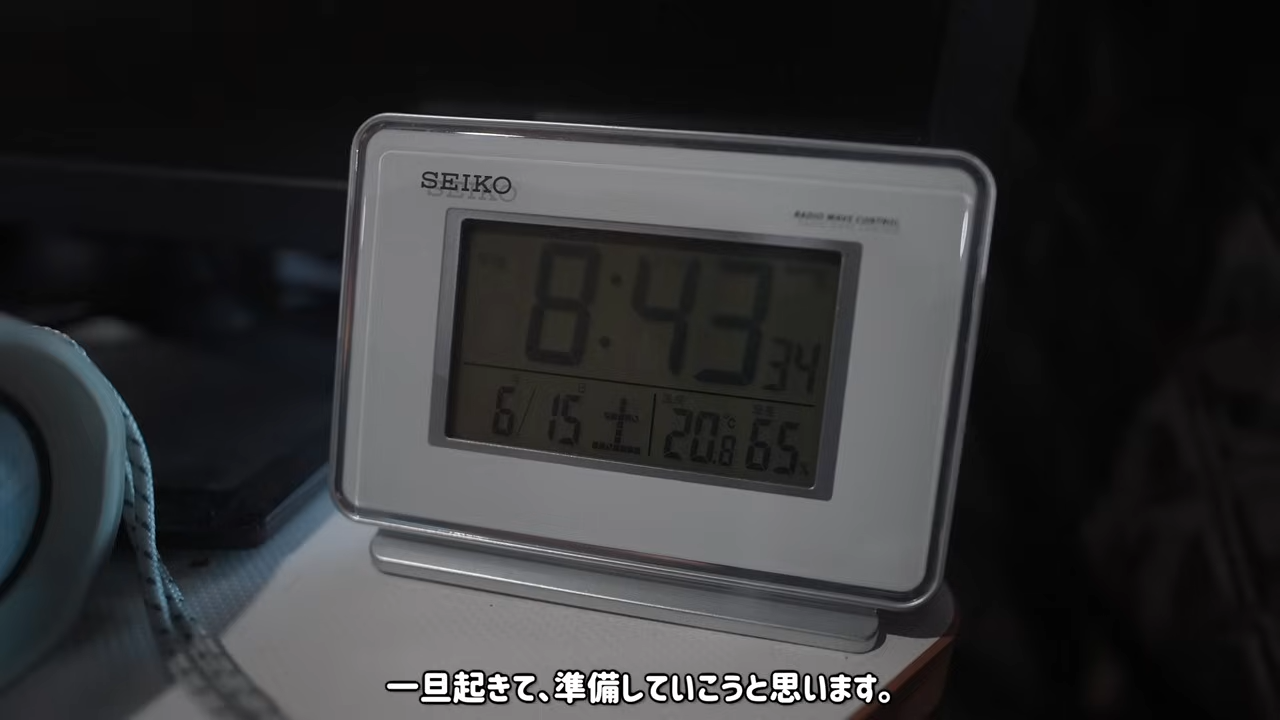 SEIKO
RADIO WAVE CONTROL
8:43 34
6/15 土 20.8℃ 65%
一旦起きて、準備していこうと思います。